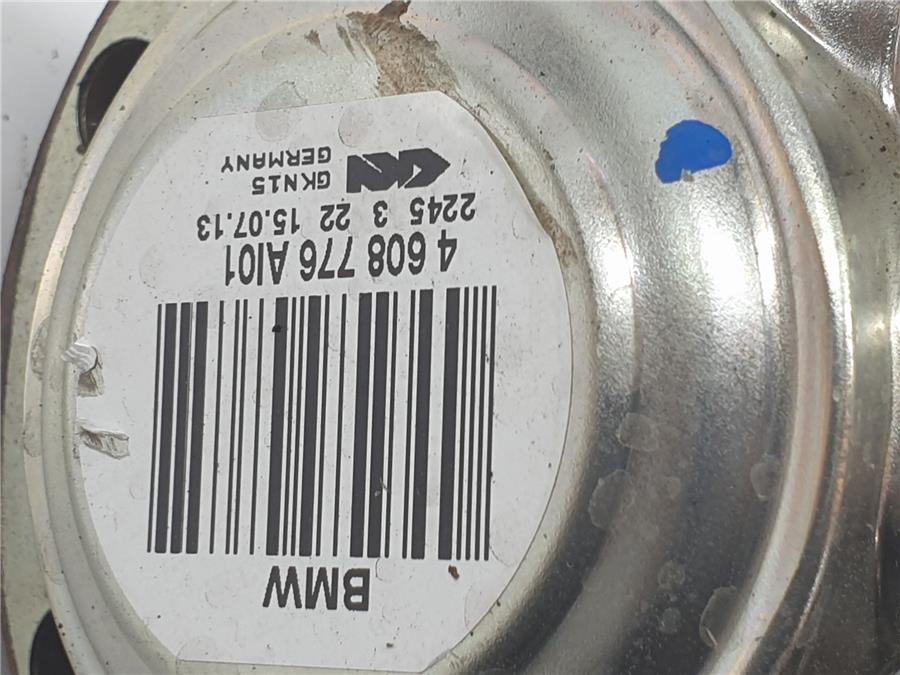 BMW
4 608 776 AI01
2245 3 22 15.07.13
GKN GKN15
GERMANY